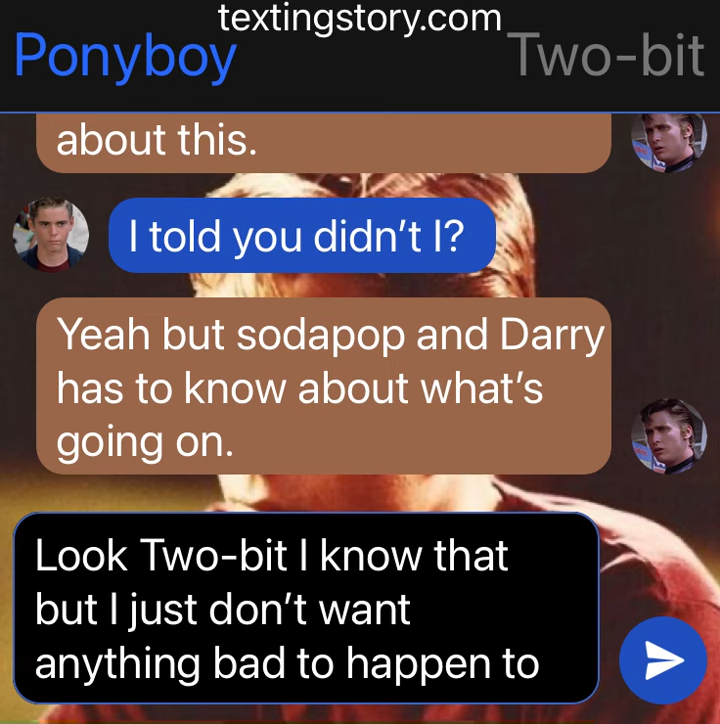 textingstory.com
Ponyboy Two-bit
about this.
I told you didn't I?
Yeah but sodapop and Darry
has to know about what's
going on.
Look Two-bit I know that
but I just don't want
anything bad to happen to